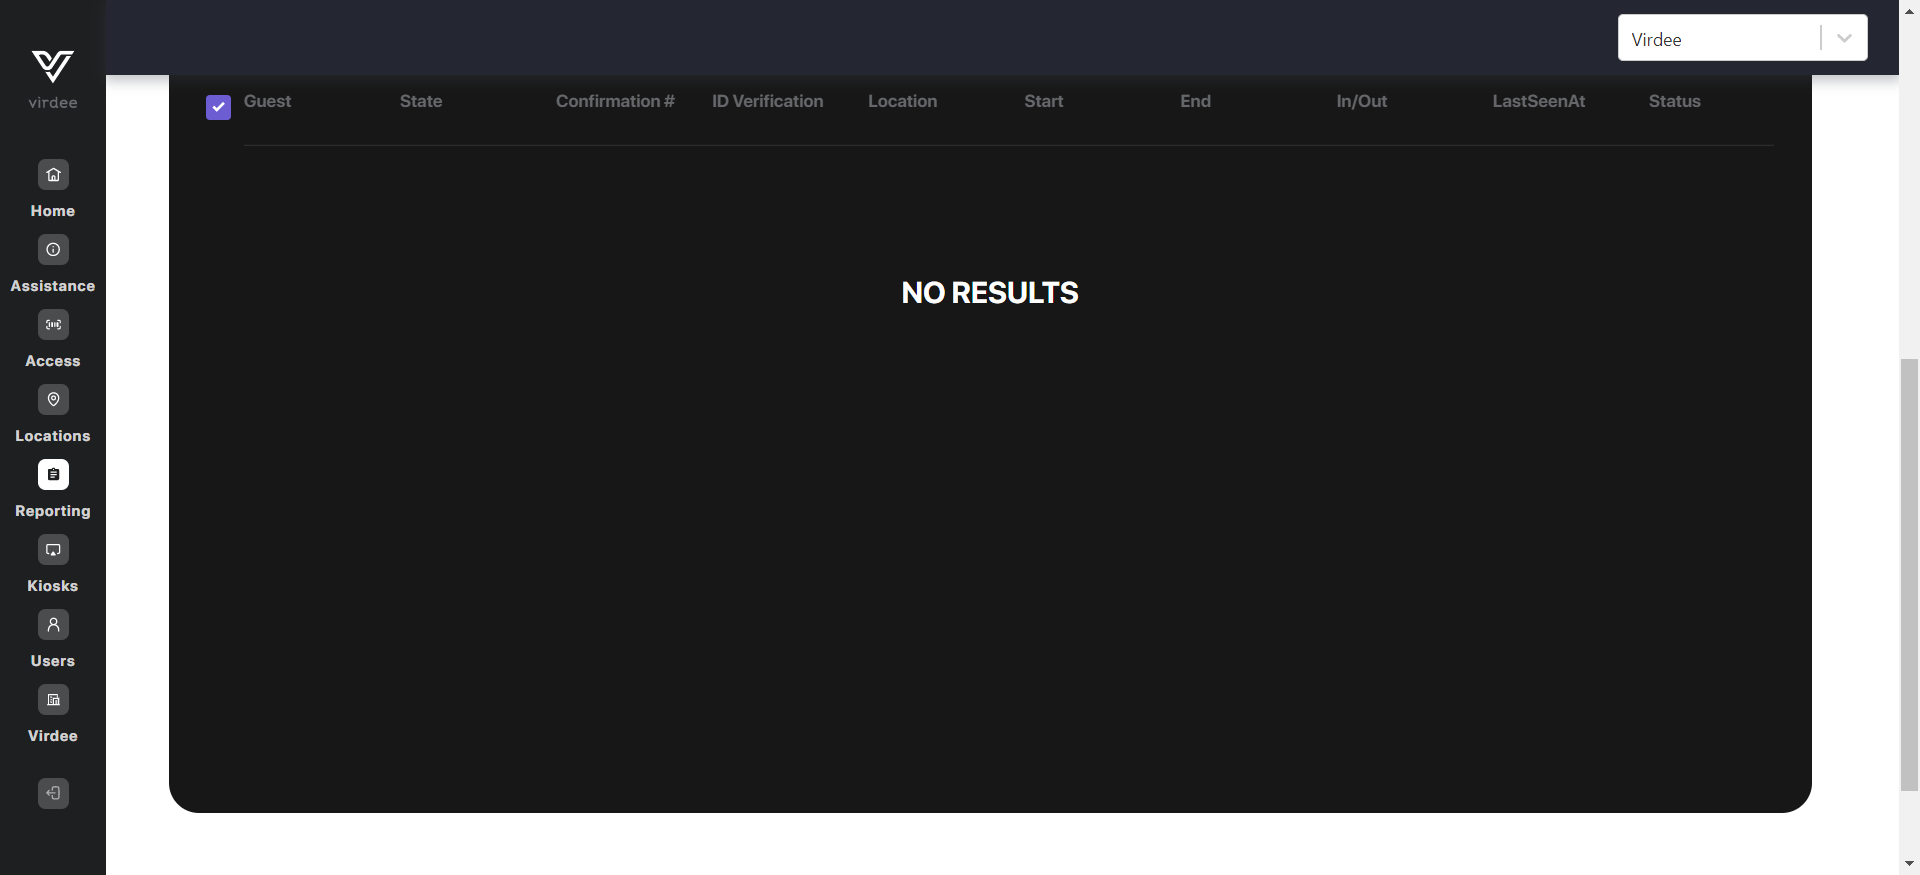 Virdee
virdee
Guest State Confirmation # ID Verification Location Start End In/Out LastSeenAt Status
NO RESULTS
Home
Assistance
Access
Locations
Reporting
Kiosks
Users
Virdee